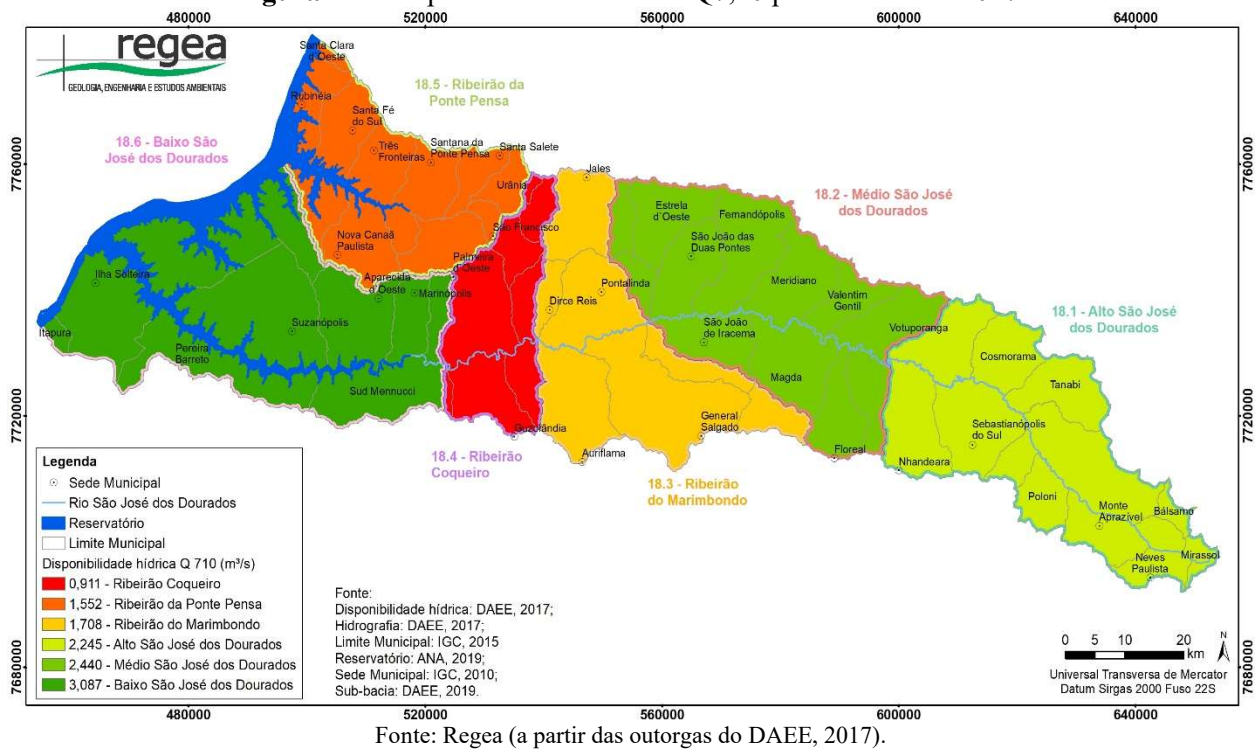 480000
520000
560000
600000
640000
regea
GEOLOGIA, ENGENHARIA E ESTUDOS AMBIENTAIS
7760000
7720000
7680000
7760000
7720000
7680000
18.5 - Ribeirão da
Ponte Pensa
18.6 - Baixo São
José dos Dourados
18.2 - Médio São José
dos Dourados
18.1 - Alto São José
dos Dourados
18.4 - Ribeirão
Coqueiro
18.3 - Ribeirão
do Marimbondo
Santa Clara
d'Oeste
Rubinéia
Santa Fé
do Sul
Três
Fronteiras
Santana da
Ponte Pensa
Santa Salete
Urânia
Jales
Nova Canaã
Paulista
São Francisco
Palmeira
d'Oeste
Aparecida
d'Oeste
Marinópolis
Ilha Solteira
Itapura
Suzanópolis
Pereira
Barreto
Sud Mennucci
Dirce Reis
Pontalinda
Guzolândia
Auriflama
General
Salgado
Estrela
d'Oeste
Fernandópolis
São João das
Duas Pontes
Meridiano
Valentim
Gentil
São João
de Iracema
Magda
Floreal
Votuporanga
Cosmorama
Tanabi
Sebastianópolis
do Sul
Nhandeara
Poloni
Monte
Aprazível
Bálsamo
Mirassol
Neves
Paulista
Legenda
Sede Municipal
Rio São José dos Dourados
Reservatório
Limite Municipal
Disponibilidade hídrica Q 710 (m³/s)
0,911 - Ribeirão Coqueiro
1,552 - Ribeirão da Ponte Pensa
1,708 - Ribeirão do Marimbondo
2,245 - Alto São José dos Dourados
2,440 - Médio São José dos Dourados
3,087 - Baixo São José dos Dourados
Fonte:
Disponibilidade hídrica: DAEE, 2017;
Hidrografia: DAEE, 2017;
Limite Municipal: IGC, 2015
Reservatório: ANA, 2019;
Sede Municipal: IGC, 2010;
Sub-bacia: DAEE, 2019.
0 5 10 20
km
N
Universal Transversa de Mercator
Datum Sirgas 2000 Fuso 22S
480000
520000
560000
600000
640000
Fonte: Regea (a partir das outorgas do DAEE, 2017).